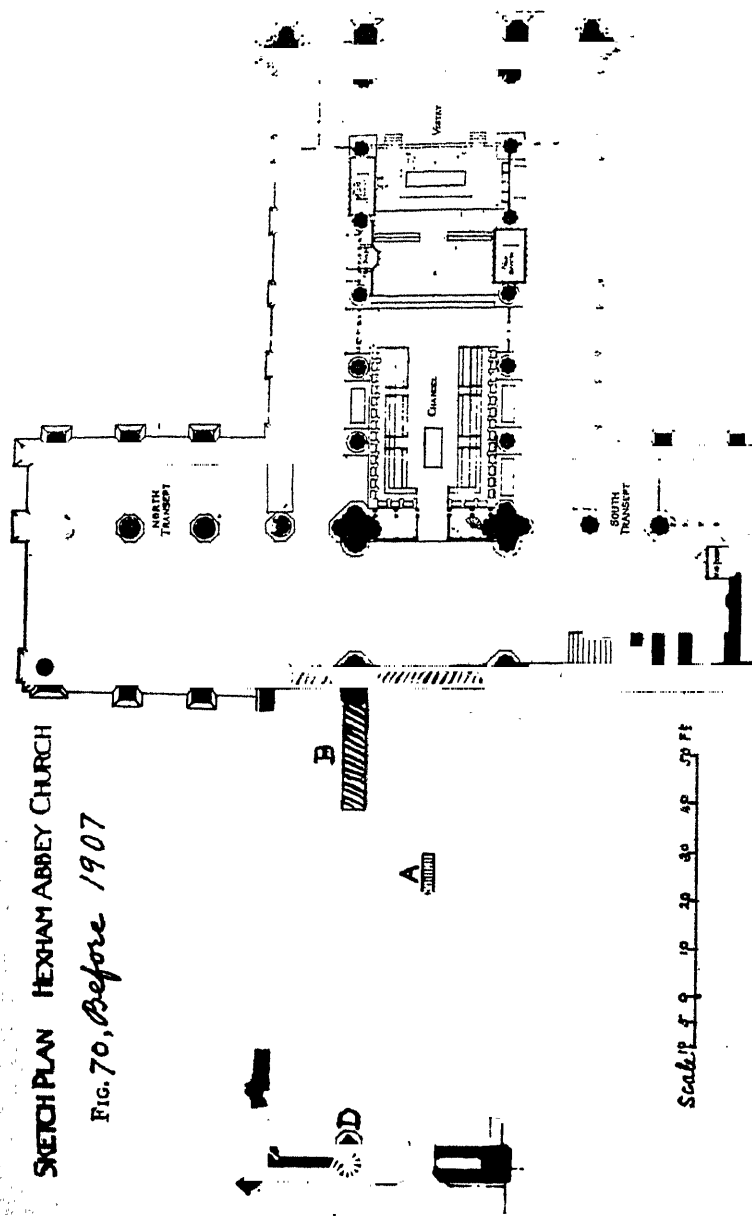 SKETCH PLAN HEXHAM ABBEY CHURCH
FIG. 70, Before 1907
NORTH
TRANSEPT
CHANCEL
VESTRY
SOUTH
TRANSEPT
B
A
D
Scale 10 5 0 10 20 30 40 50 Ft